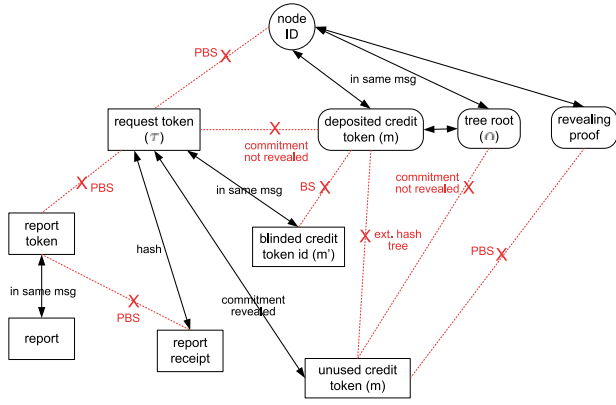 node
ID
PBS
in same msg
request token
(τ)
deposited credit
token (m)
tree root
(α)
revealing
proof
commitment
not revealed
commitment
not revealed
in same msg
BS
PBS
report
token
blinded credit
token id (m')
ext. hash
tree
hash
PBS
in same msg
commitment
revealed
PBS
report
report
receipt
unused credit
token (m)